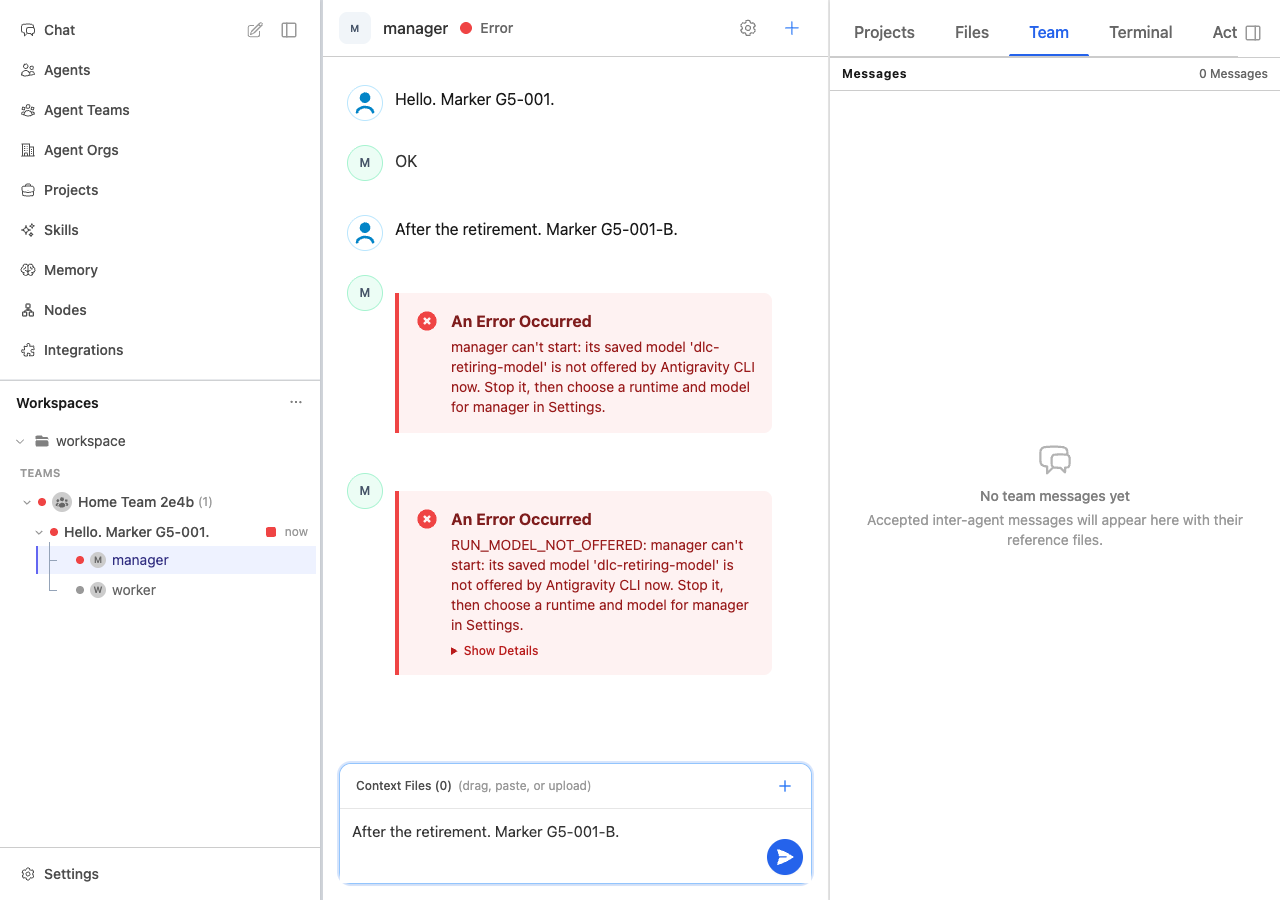 Chat
Agents
Agent Teams
Agent Orgs
Projects
Skills
Memory
Nodes
Integrations
Workspaces
workspace
TEAMS
Home Team 2e4b (1)
Hello. Marker G5-001. now
M manager
W worker
Settings
M manager Error
Hello. Marker G5-001.
M
OK
After the retirement. Marker G5-001-B.
M
An Error Occurred
manager can't start: its saved model 'dlc-
retiring-model' is not offered by Antigravity CLI
now. Stop it, then choose a runtime and model
for manager in Settings.
M
An Error Occurred
RUN_MODEL_NOT_OFFERED: manager can't
start: its saved model 'dlc-retiring-model' is
not offered by Antigravity CLI now. Stop it,
then choose a runtime and model for manager
in Settings.
Show Details
Context Files (0) (drag, paste, or upload)
After the retirement. Marker G5-001-B.
Projects Files Team Terminal Act
Messages 0 Messages
No team messages yet
Accepted inter-agent messages will appear here with their
reference files.